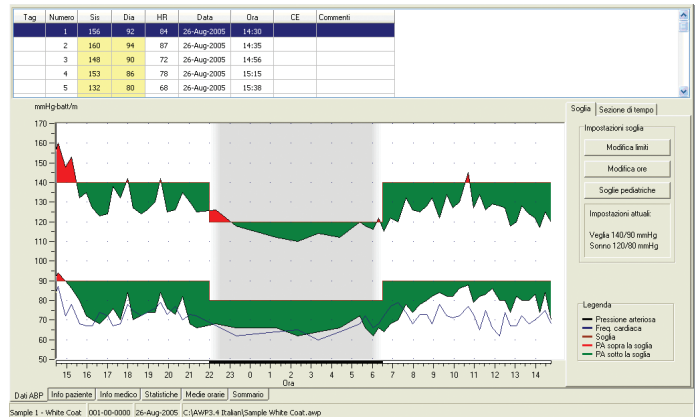 Tag Numero Sis Dia HR Data Ora CE Commenti
1 156 92 84 26-Aug-2005 14:30
2 160 94 87 26-Aug-2005 14:35
3 148 90 72 26-Aug-2005 14:56
4 153 86 78 26-Aug-2005 15:15
5 132 80 68 26-Aug-2005 15:38
mmHg-batt/m
170
160
150
140
130
120
110
100
90
80
70
60
50
15 16 17 18 19 20 21 22 23 0 1 2 3 4 5 6 7 8 9 10 11 12 13 14
Ora
Soglia Sezione di tempo
Impostazioni soglia
Modifica limiti
Modifica ore
Soglie pediatriche
Impostazioni attuali:
Veglia 140/90 mmHg
Sonno 120/80 mmHg
Legenda
Pressione arteriosa
Freq. cardiaca
Soglia
PA sopra la soglia
PA sotto la soglia
Dati ABP Info paziente Info medico Statistiche Medie orarie Sommario
Sample 1 - White Coat 001-00-0000 26-Aug-2005 C:\AWP3.4 Italian\Sample White Coat.awp